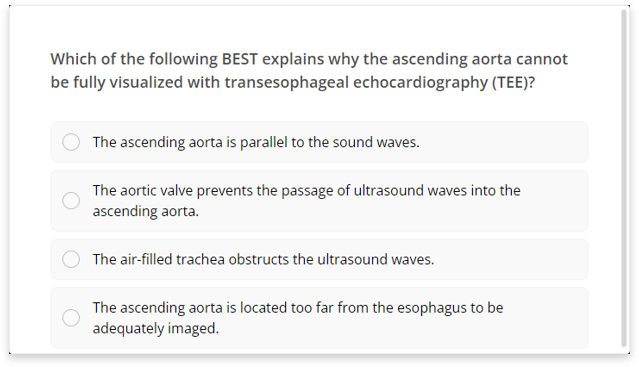 Which of the following BEST explains why the ascending aorta cannot
be fully visualized with transesophageal echocardiography (TEE)?
The ascending aorta is parallel to the sound waves.
The aortic valve prevents the passage of ultrasound waves into the
ascending aorta.
The air-filled trachea obstructs the ultrasound waves.
The ascending aorta is located too far from the esophagus to be
adequately imaged.